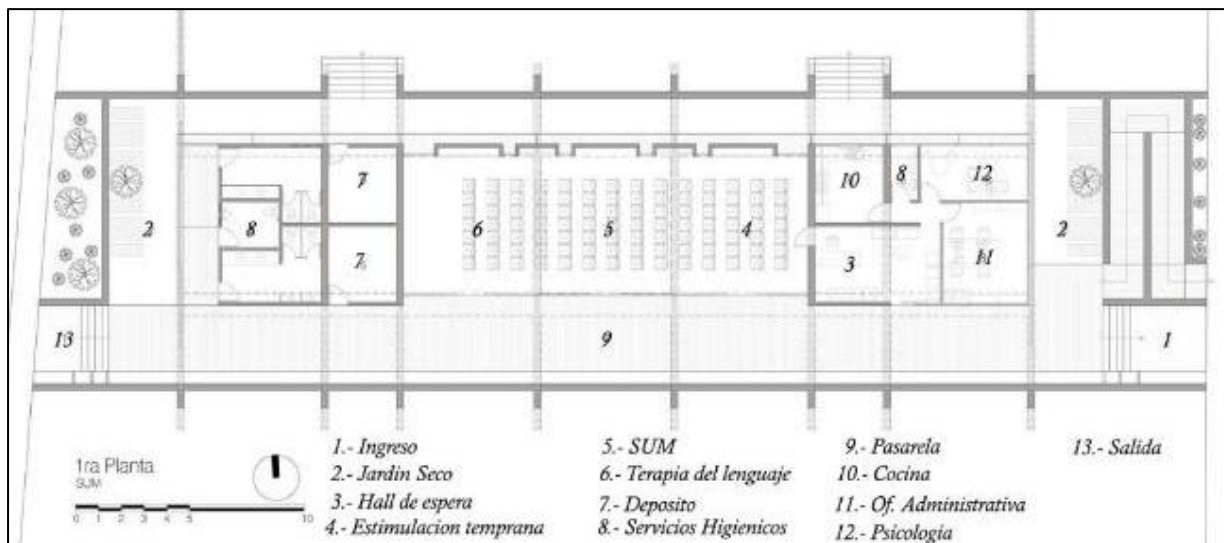 7
10
8
12
2
8
6
5
4
2
7
3
11
13
9
1
1ra Planta
SUM
0 1 2 3 4 5 10
1.- Ingreso
2.- Jardin Seco
3.- Hall de espera
4.- Estimulacion temprana
5.- SUM
6.- Terapia del lenguaje
7.- Deposito
8.- Servicios Higienicos
9.- Pasarela
10.- Cocina
11.- Of. Administrativa
12.- Psicologia
13.- Salida